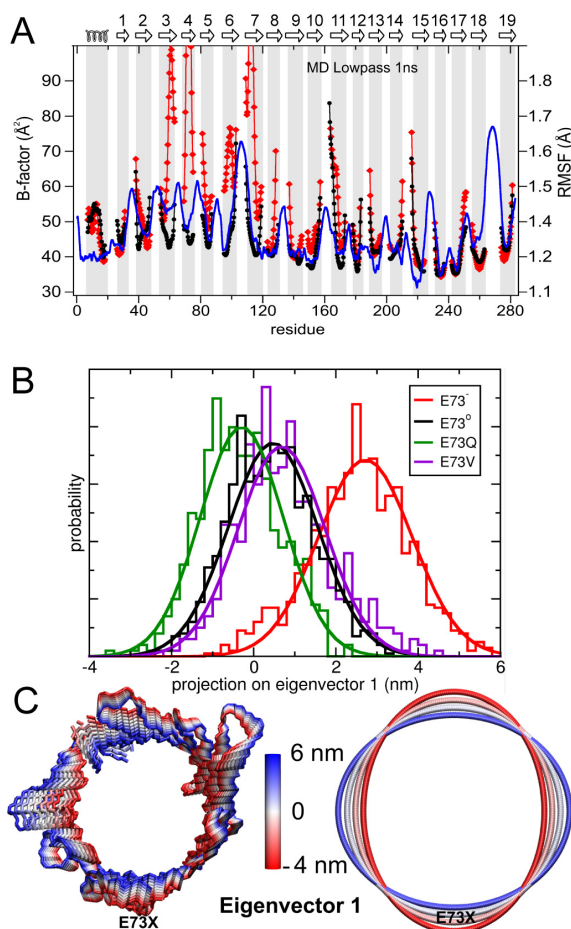 A
1 2 3 4 5 6 7 8 9 10 11 12 13 14 15 16 17 18 19
MD Lowpass 1ns
B-factor (Å²)
90
80
70
60
50
40
30
1.8
1.7
1.6
1.5
1.4
1.3
1.2
1.1
RMSF (Å)
0 40 80 120 160 200 240 280
residue
B
E73⁻
E73⁰
E73Q
E73V
probability
-4 -2 0 2 4 6
projection on eigenvector 1 (nm)
C
6 nm
0
-4 nm
E73X
Eigenvector 1
E73X